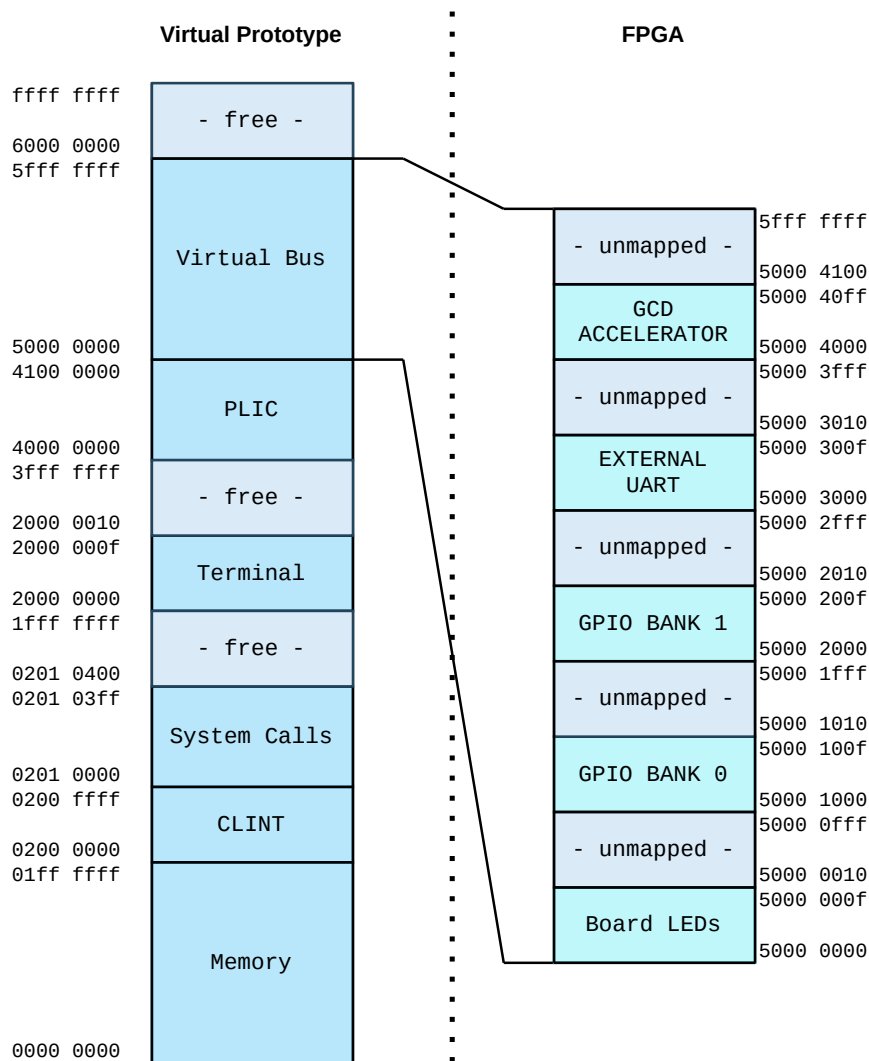 Virtual Prototype
FPGA
ffff ffff
- free -
6000 0000
5fff ffff
Virtual Bus
5000 0000
4100 0000
PLIC
4000 0000
3fff ffff
- free -
2000 0010
2000 000f
Terminal
2000 0000
1fff ffff
- free -
0201 0400
0201 03ff
System Calls
0201 0000
0200 ffff
CLINT
0200 0000
01ff ffff
Memory
0000 0000
5fff ffff
- unmapped -
5000 4100
5000 40ff
GCD
ACCELERATOR
5000 4000
5000 3fff
- unmapped -
5000 3010
5000 300f
EXTERNAL
UART
5000 3000
5000 2fff
- unmapped -
5000 2010
5000 200f
GPIO BANK 1
5000 2000
5000 1fff
- unmapped -
5000 1010
5000 100f
GPIO BANK 0
5000 1000
5000 0fff
- unmapped -
5000 0010
5000 000f
Board LEDs
5000 0000